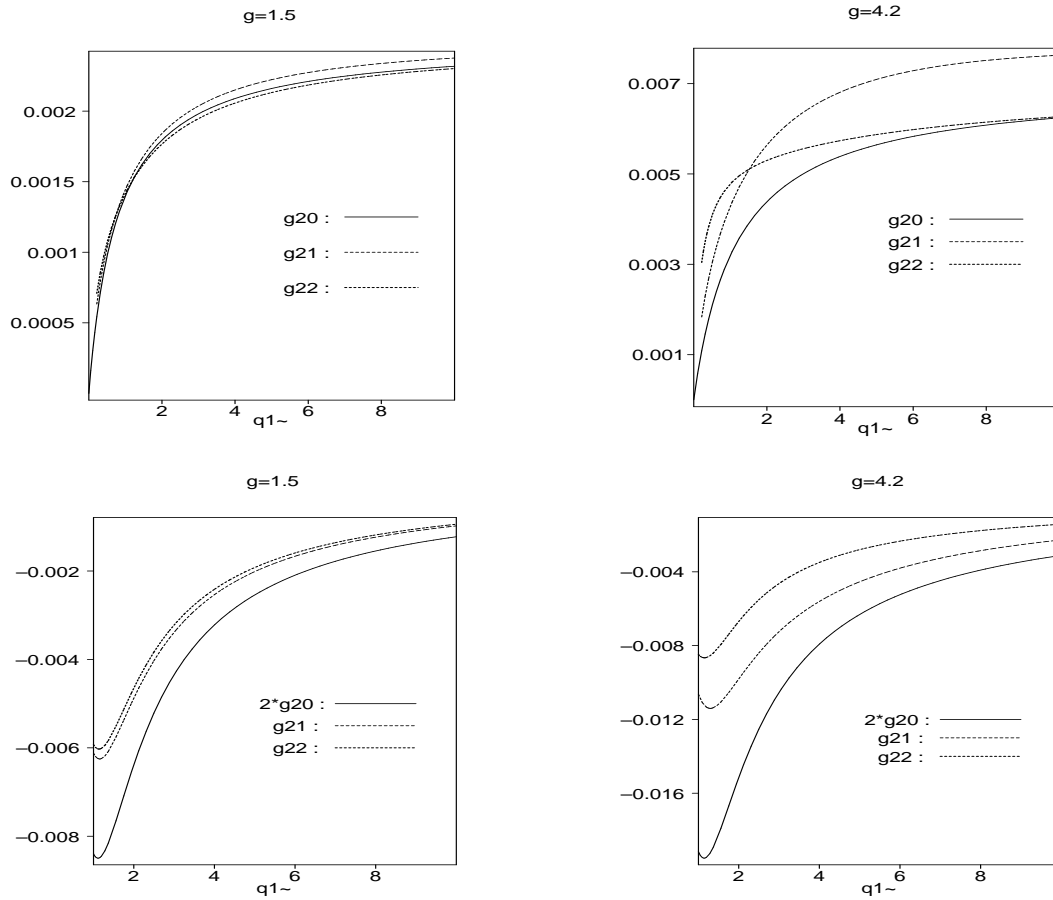 g=1.5
0.002
0.0015
0.001
0.0005
g20 :
g21 :
g22 :
2 4 6 8
q1~
g=4.2
0.007
0.005
0.003
0.001
g20 :
g21 :
g22 :
2 4 6 8
q1~
g=1.5
−0.002
−0.004
−0.006
−0.008
2*g20 :
g21 :
g22 :
2 4 6 8
q1~
g=4.2
−0.004
−0.008
−0.012
−0.016
2*g20 :
g21 :
g22 :
2 4 6 8
q1~